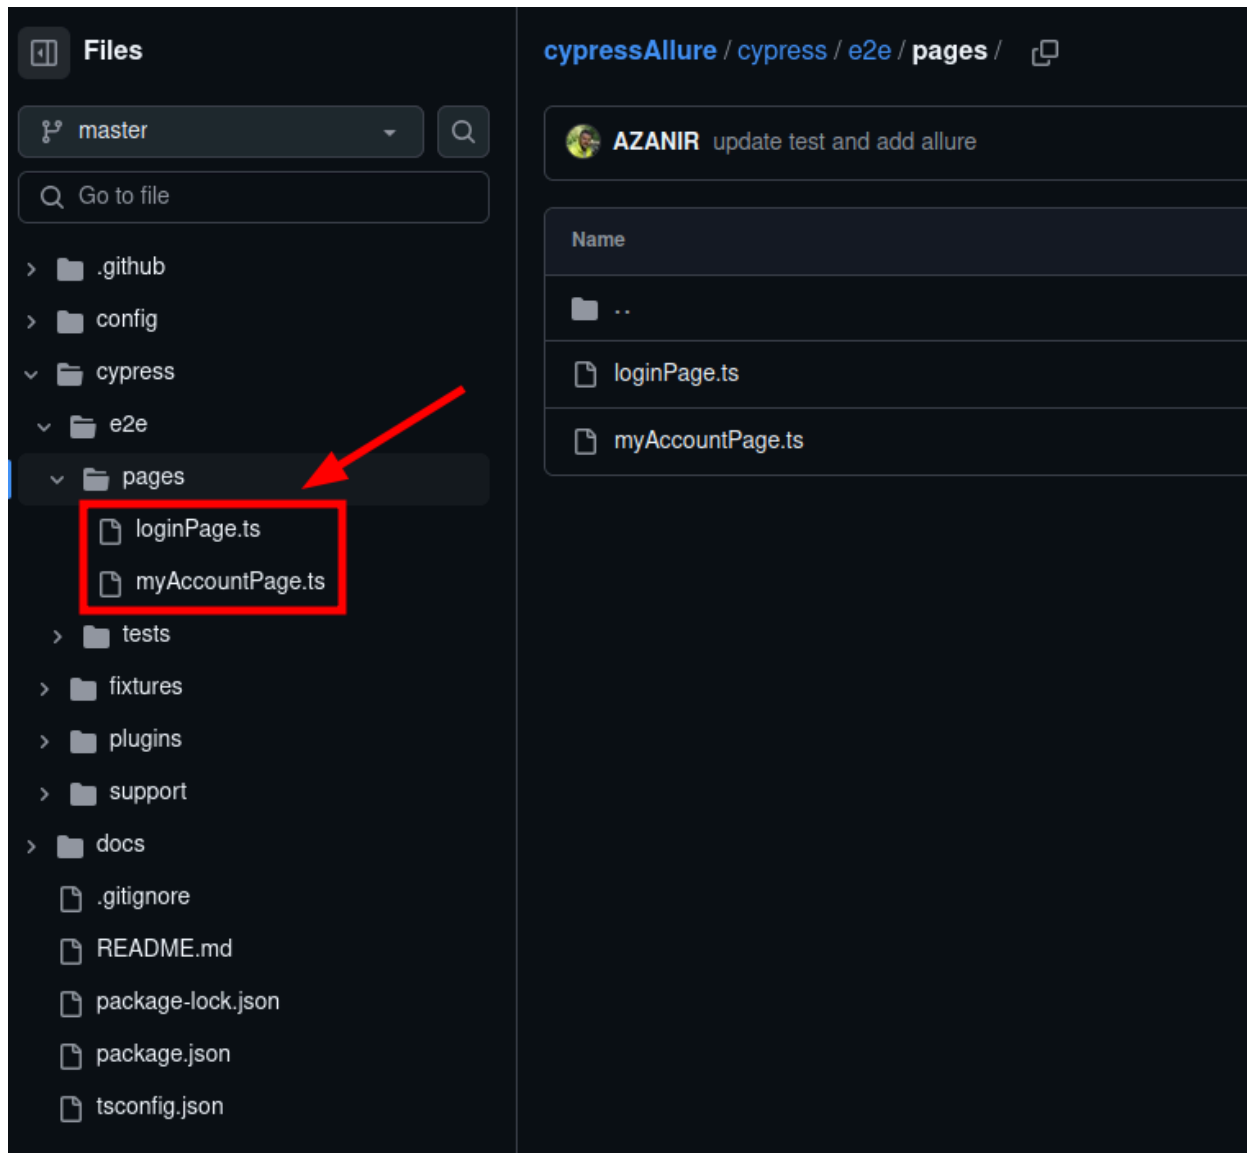 Files
master
Go to file
.github
config
cypress
e2e
pages
loginPage.ts
myAccountPage.ts
tests
fixtures
plugins
support
docs
.gitignore
README.md
package-lock.json
package.json
tsconfig.json
cypressAllure / cypress / e2e / pages /
AZANIR update test and add allure
Name
..
loginPage.ts
myAccountPage.ts